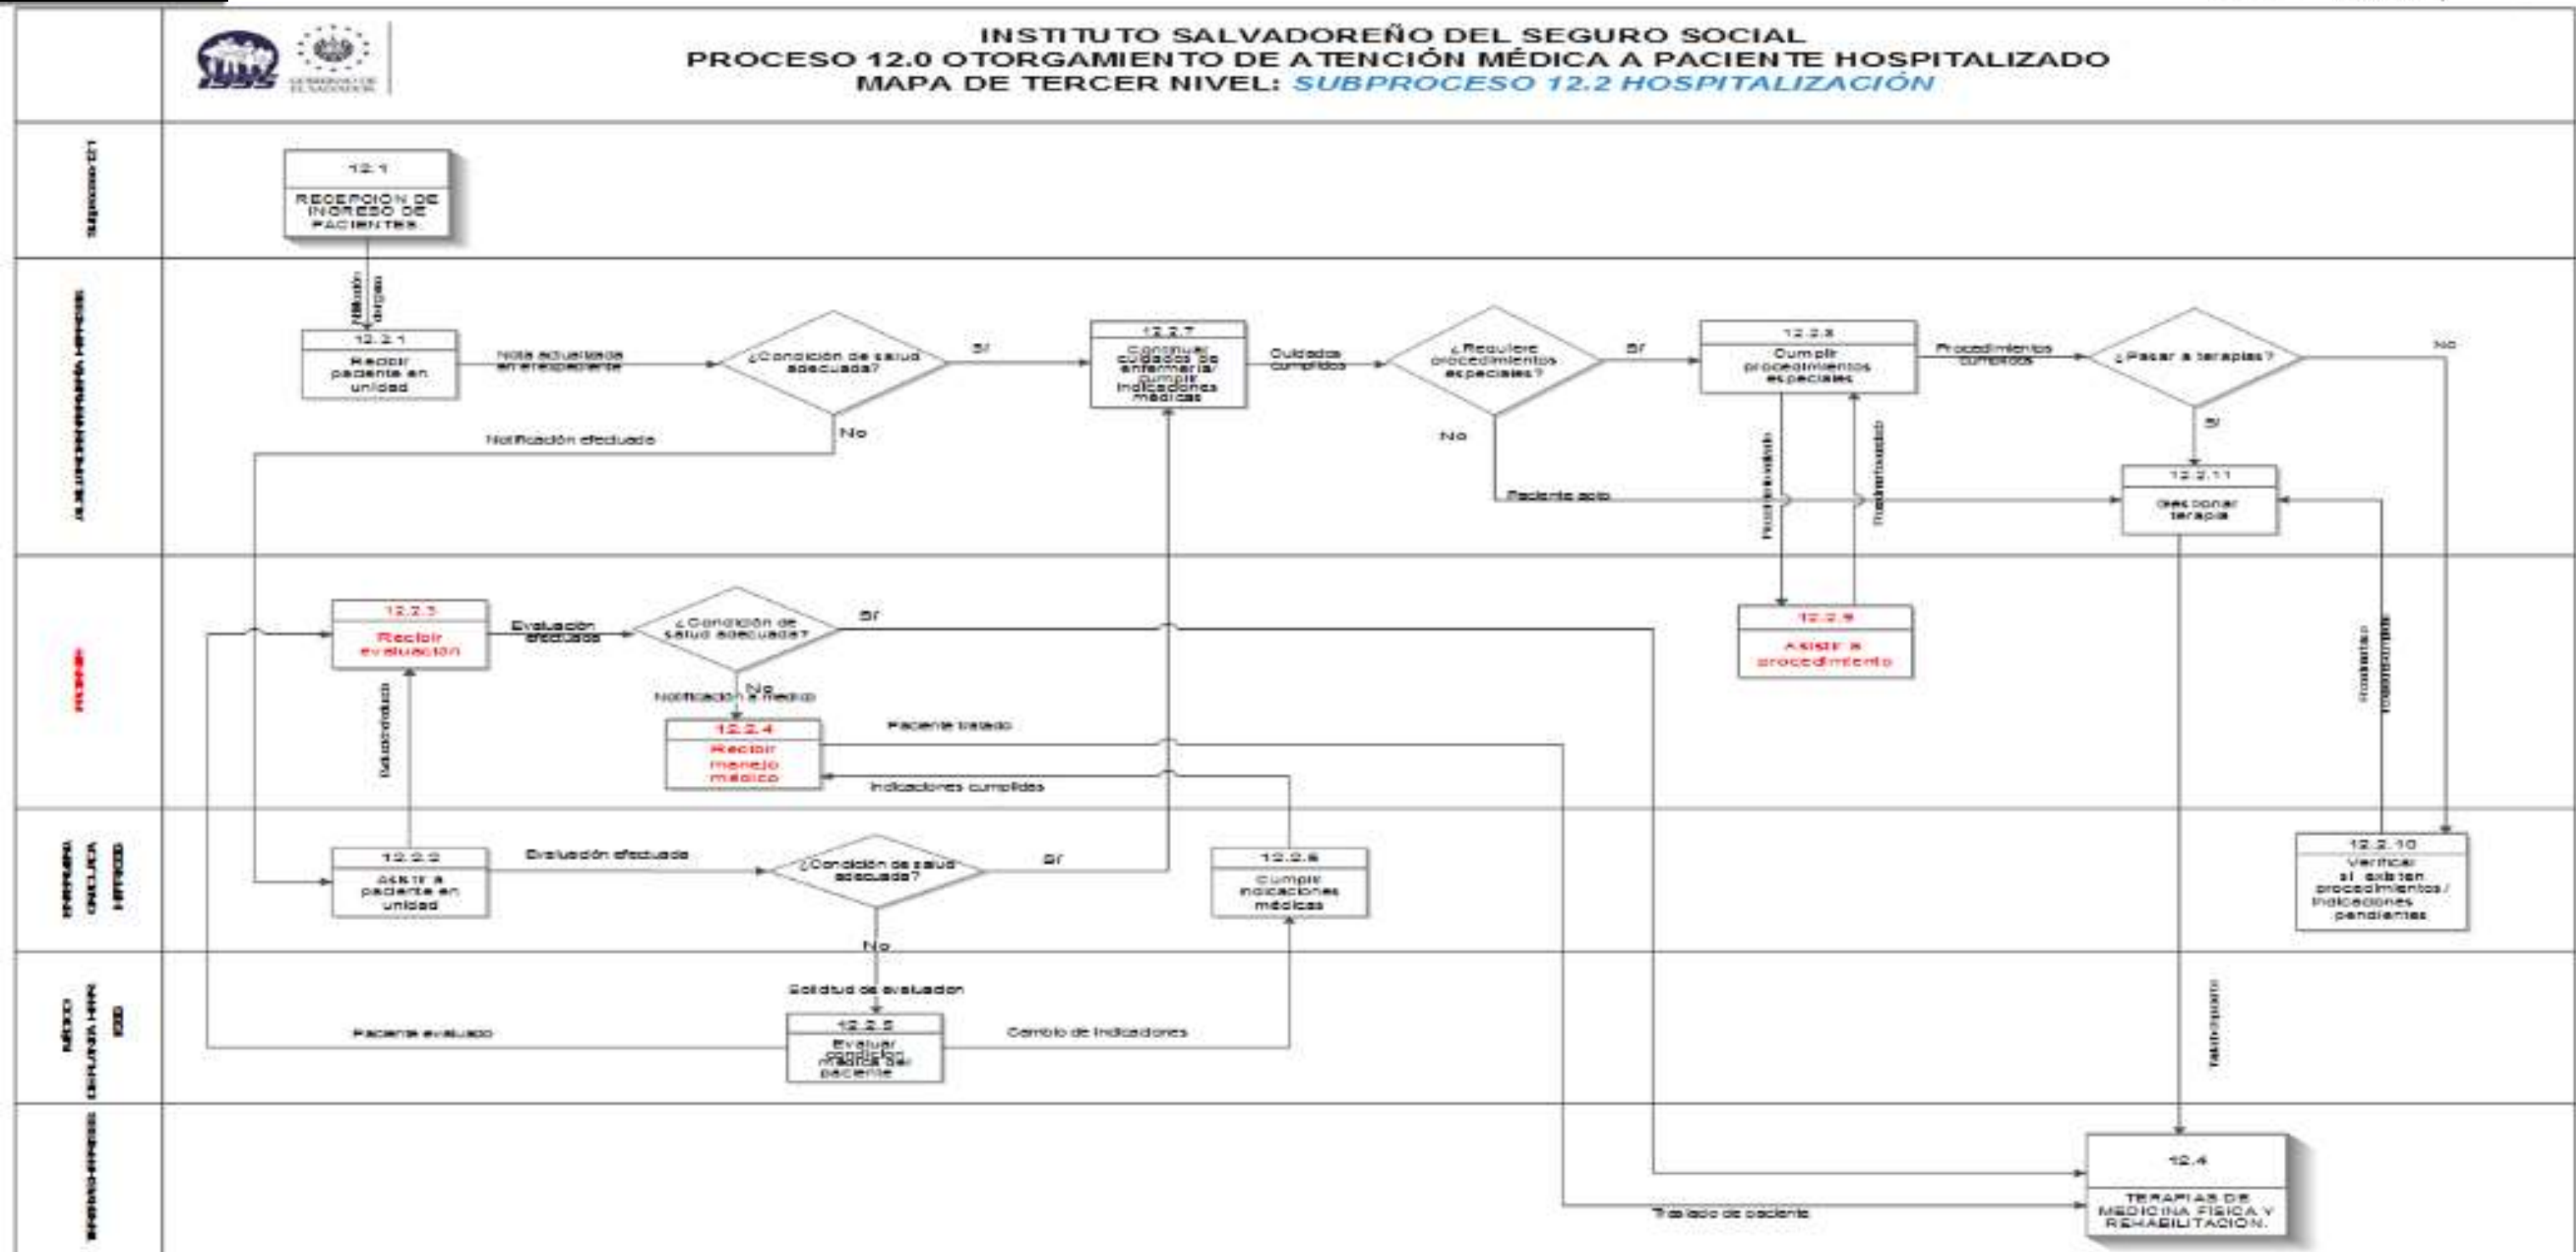 INSTITUTO SALVADOREÑO DEL SEGURO SOCIAL
PROCESO 12.0 OTORGAMIENTO DE ATENCIÓN MÉDICA A PACIENTE HOSPITALIZADO
MAPA DE TERCER NIVEL: SUBPROCESO 12.2 HOSPITALIZACIÓN
GOBIERNO DE
EL SALVADOR
Subproceso 12.1
12.1
RECEPCIÓN DE
INGRESO DE
PACIENTES.
12.2.1
Recibir
paciente en
unidad
Nota actualizada
en el expediente
¿Condición de salud
adecuada?
Sí
No
Notificación efectuada
12.2.7
Continuar
cuidados de
enfermería/
cumplir
indicaciones
médicas
Cuidados
cumplidos
¿Requiere
procedimientos
especiales?
Sí
No
Paciente apto
12.2.8
Cumplir
procedimientos
especiales
Procedimientos
cumplidos
¿Pasar a terapias?
No
Sí
12.2.11
Gestionar
terapia
12.2.3
Recibir
evaluación
Evaluación
efectuada
¿Condición de
salud adecuada?
Sí
No
Notificación a médico
12.2.4
Recibir
manejo
médico
Paciente tratado
Indicaciones cumplidas
12.2.9
Asistir a
procedimiento
12.2.2
Asistir a
paciente en
unidad
Evaluación efectuada
¿Condición de salud
adecuada?
Sí
No
12.2.6
Cumplir
indicaciones
médicas
12.2.10
Verificar
si existen
procedimientos/
indicaciones
pendientes
Solicitud de evaluación
Paciente evaluado
12.2.5
Evaluar
condición
médica del
paciente
Cambio de indicaciones
Traslado de paciente
12.4
TERAPIAS DE
MEDICINA FÍSICA Y
REHABILITACIÓN.